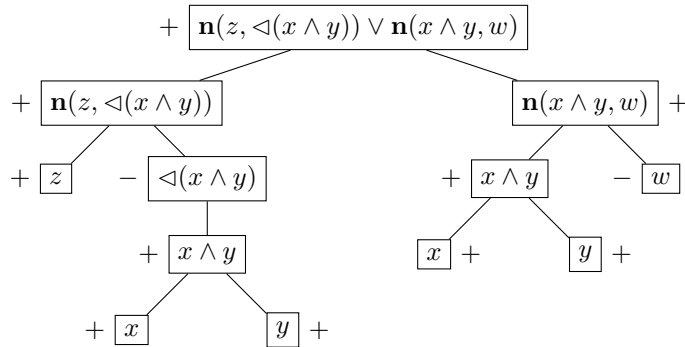 + n(z, ◁(x ∧ y)) ∨ n(x ∧ y, w)
+ n(z, ◁(x ∧ y)) n(x ∧ y, w) +
+ z − ◁(x ∧ y) + x ∧ y − w
+ x ∧ y x + y +
+ x y +